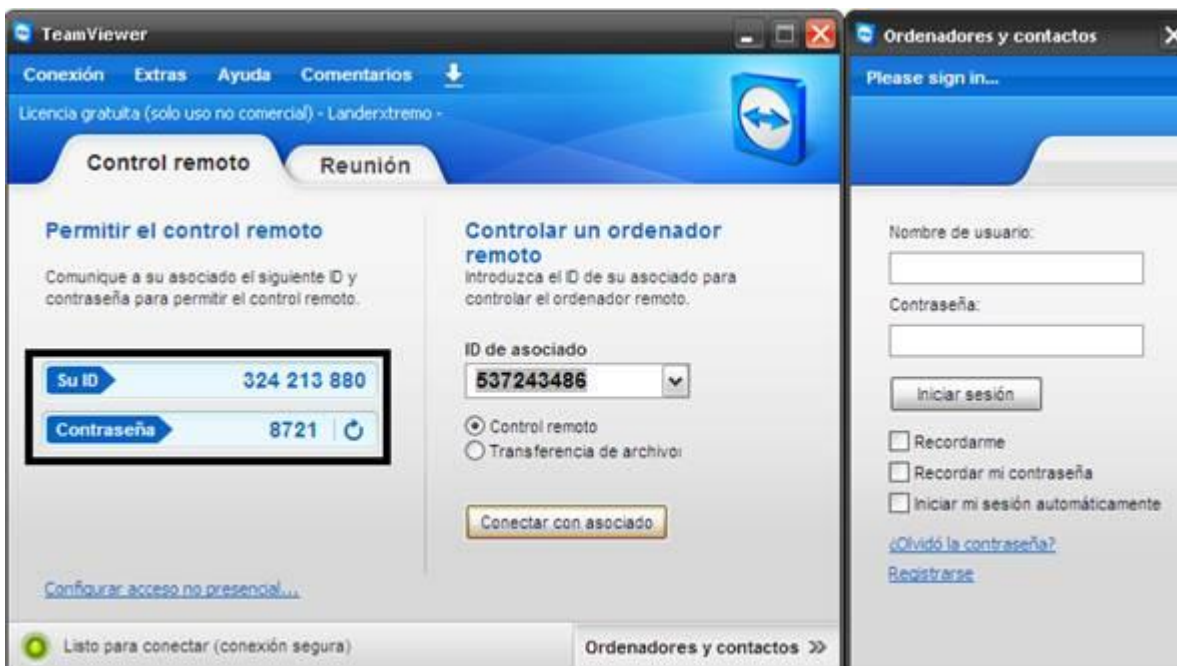 TeamViewer
Conexión Extras Ayuda Comentarios
Licencia gratuita (solo uso no comercial) - Landerxtremo -
Control remoto Reunión
Permitir el control remoto
Comunique a su asociado el siguiente ID y
contraseña para permitir el control remoto.
Su ID 324 213 880
Contraseña 8721
Configurar acceso no presencial...
Controlar un ordenador
remoto
Introduzca el ID de su asociado para
controlar el ordenador remoto.
ID de asociado
537243486
Control remoto
Transferencia de archivo
Conectar con asociado
Listo para conectar (conexión segura)
Ordenadores y contactos >>
Ordenadores y contactos
Please sign in...
Nombre de usuario:
Contraseña:
Iniciar sesión
Recordarme
Recordar mi contraseña
Iniciar mi sesión automáticamente
¿Olvidó la contraseña?
Registrarse